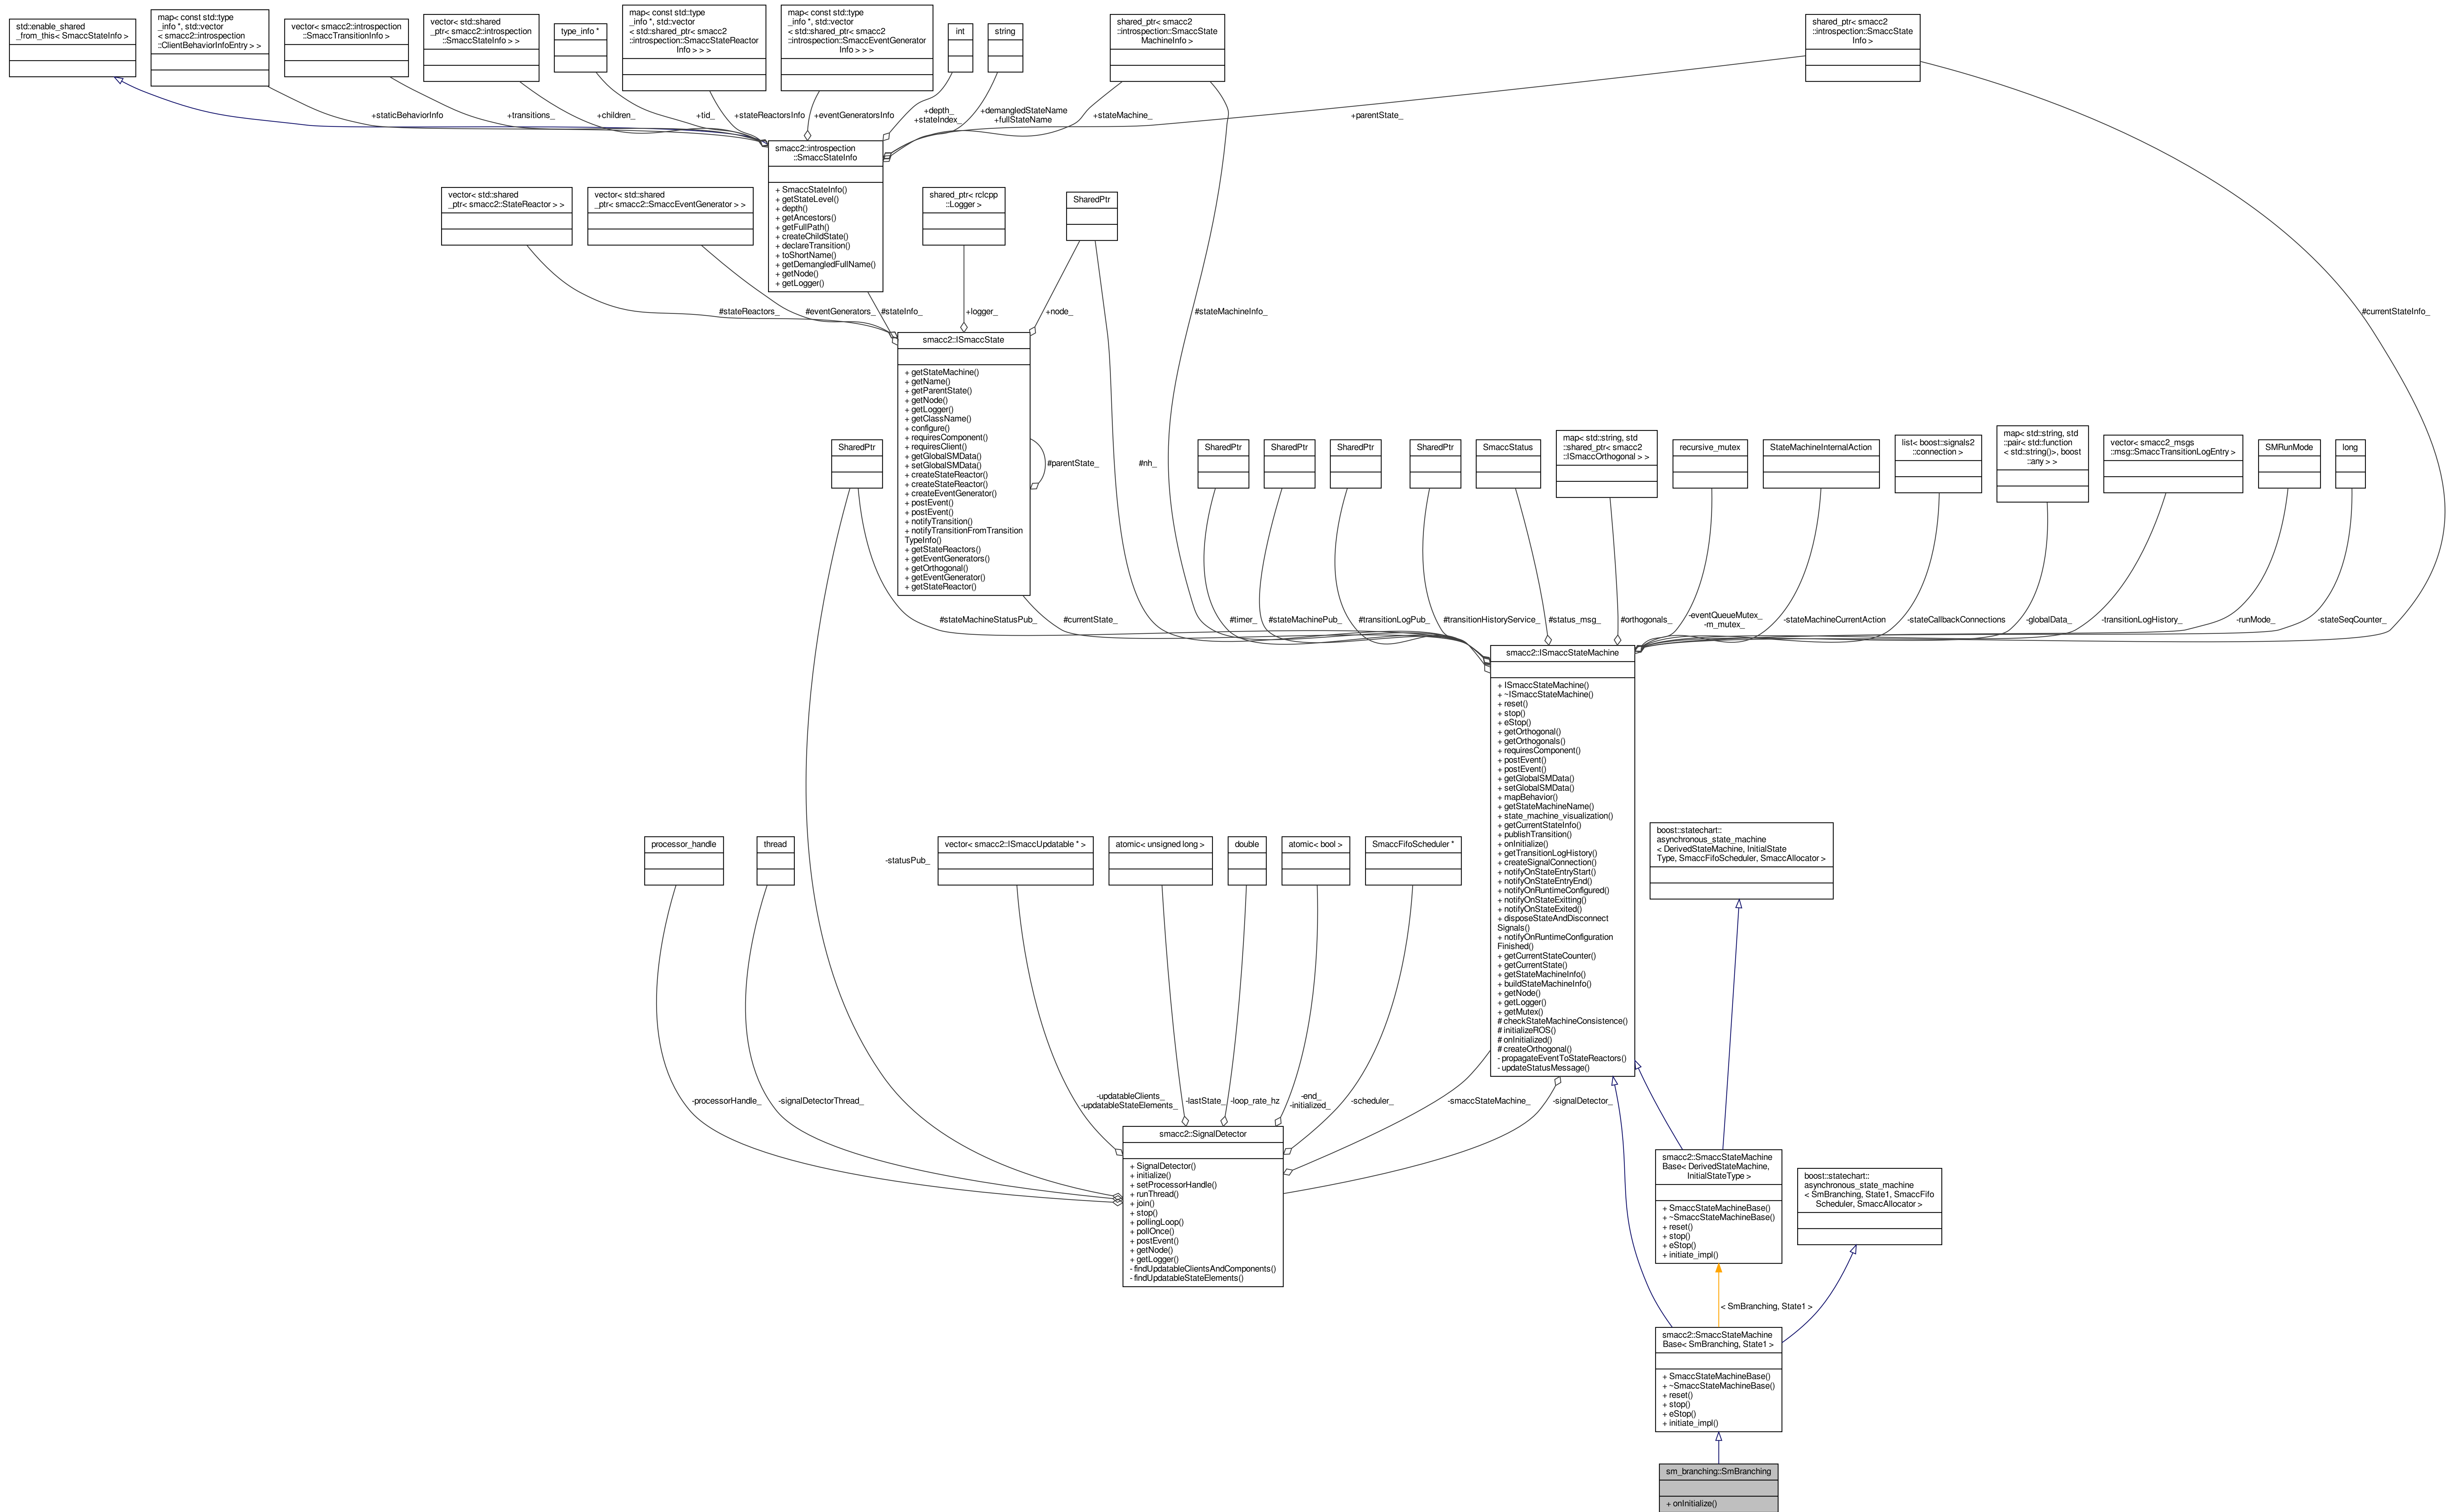 std::enable_shared
_from_this< SmaccStateInfo >
map< const std::type
_info *, std::vector
< smacc2::introspection
::ClientBehaviorInfoEntry > >
vector< smacc2::introspection
::SmaccTransitionInfo >
vector< std::shared
_ptr< smacc2::introspection
::SmaccStateInfo > >
type_info *
map< const std::type
_info *, std::vector
< std::shared_ptr< smacc2
::introspection::SmaccStateReactor
Info > > >
map< const std::type
_info *, std::vector
< std::shared_ptr< smacc2
::introspection::SmaccEventGenerator
Info > > >
int
string
shared_ptr< smacc2
::introspection::SmaccState
MachineInfo >
shared_ptr< smacc2
::introspection::SmaccState
Info >
+staticBehaviorInfo
+transitions_
+children_
+tid_
+stateReactorsInfo
+eventGeneratorsInfo
+depth_
+stateIndex_
+demangledStateName
+fullStateName
+stateMachine_
+parentState_
smacc2::introspection
::SmaccStateInfo
+ SmaccStateInfo()
+ getStateLevel()
+ depth()
+ getAncestors()
+ getFullPath()
+ createChildState()
+ declareTransition()
+ toShortName()
+ getDemangledFullName()
+ getNode()
+ getLogger()
vector< std::shared
_ptr< smacc2::StateReactor > >
vector< std::shared
_ptr< smacc2::SmaccEventGenerator > >
shared_ptr< rclcpp
::Logger >
SharedPtr
#stateReactors_
#eventGenerators_
#stateInfo_
+logger_
+node_
#stateMachineInfo_
#currentStateInfo_
smacc2::ISmaccState
+ getStateMachine()
+ getName()
+ getParentState()
+ getNode()
+ getLogger()
+ getClassName()
+ configure()
+ requiresComponent()
+ requiresClient()
+ getGlobalSMData()
+ setGlobalSMData()
+ createStateReactor()
+ createStateReactor()
+ createEventGenerator()
+ postEvent()
+ postEvent()
+ notifyTransition()
+ notifyTransitionFromTransition
TypeInfo()
+ getStateReactors()
+ getEventGenerators()
+ getOrthogonal()
+ getEventGenerator()
+ getStateReactor()
#parentState_
#nh_
SharedPtr
SharedPtr
SharedPtr
SharedPtr
SharedPtr
SmaccStatus
map< std::string, std
::shared_ptr< smacc2
::ISmaccOrthogonal > >
recursive_mutex
StateMachineInternalAction
list< boost::signals2
::connection >
map< std::string, std
::pair< std::function
< std::string()>, boost
::any > >
vector< smacc2_msgs
::msg::SmaccTransitionLogEntry >
SMRunMode
long
#stateMachineStatusPub_
#currentState_
#timer_
#stateMachinePub_
#transitionLogPub_
#transitionHistoryService_
#status_msg_
#orthogonals_
-eventQueueMutex_
-m_mutex_
-stateMachineCurrentAction
-stateCallbackConnections
-globalData_
-transitionLogHistory_
-runMode_
-stateSeqCounter_
smacc2::ISmaccStateMachine
+ ISmaccStateMachine()
+ ~ISmaccStateMachine()
+ reset()
+ stop()
+ eStop()
+ getOrthogonal()
+ getOrthogonals()
+ requiresComponent()
+ postEvent()
+ postEvent()
+ getGlobalSMData()
+ setGlobalSMData()
+ mapBehavior()
+ getStateMachineName()
+ state_machine_visualization()
+ getCurrentStateInfo()
+ publishTransition()
+ onInitialize()
+ getTransitionLogHistory()
+ createSignalConnection()
+ notifyOnStateEntryStart()
+ notifyOnStateEntryEnd()
+ notifyOnRuntimeConfigured()
+ notifyOnStateExitting()
+ notifyOnStateExited()
+ disposeStateAndDisconnect
Signals()
+ notifyOnRuntimeConfiguration
Finished()
+ getCurrentStateCounter()
+ getCurrentState()
+ getStateMachineInfo()
+ buildStateMachineInfo()
+ getNode()
+ getLogger()
+ getMutex()
# checkStateMachineConsistence()
# initializeROS()
# onInitialized()
# createOrthogonal()
- propagateEventToStateReactors()
- updateStatusMessage()
processor_handle
thread
-statusPub_
vector< smacc2::ISmaccUpdatable * >
atomic< unsigned long >
double
atomic< bool >
SmaccFifoScheduler *
boost::statechart::
asynchronous_state_machine
< DerivedStateMachine, InitialState
Type, SmaccFifoScheduler, SmaccAllocator >
-processorHandle_
-signalDetectorThread_
-updatableClients_
-updatableStateElements_
-lastState_
-loop_rate_hz
-end_
-initialized_
-scheduler_
-smaccStateMachine_
-signalDetector_
smacc2::SignalDetector
+ SignalDetector()
+ initialize()
+ setProcessorHandle()
+ runThread()
+ join()
+ stop()
+ pollingLoop()
+ pollOnce()
+ postEvent()
+ getNode()
+ getLogger()
- findUpdatableClientsAndComponents()
- findUpdatableStateElements()
smacc2::SmaccStateMachine
Base< DerivedStateMachine,
InitialStateType >
+ SmaccStateMachineBase()
+ ~SmaccStateMachineBase()
+ reset()
+ stop()
+ eStop()
+ initiate_impl()
boost::statechart::
asynchronous_state_machine
< SmBranching, State1, SmaccFifo
Scheduler, SmaccAllocator >
< SmBranching, State1 >
smacc2::SmaccStateMachine
Base< SmBranching, State1 >
+ SmaccStateMachineBase()
+ ~SmaccStateMachineBase()
+ reset()
+ stop()
+ eStop()
+ initiate_impl()
sm_branching::SmBranching
+ onInitialize()